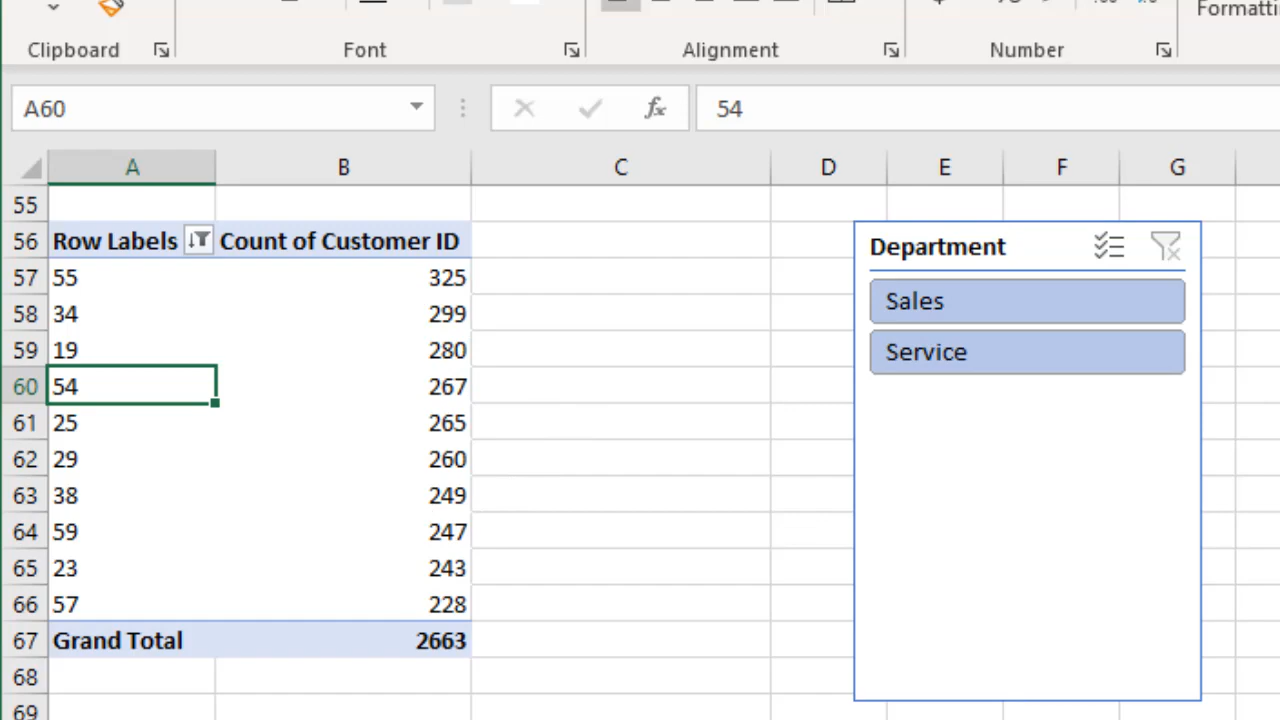 Formatti
Clipboard Font Alignment Number
A60 fx 54
A B C D E F G
55
56 Row Labels Count of Customer ID
57 55 325
58 34 299
59 19 280
60 54 267
61 25 265
62 29 260
63 38 249
64 59 247
65 23 243
66 57 228
67 Grand Total 2663
68
69
Department
Sales
Service